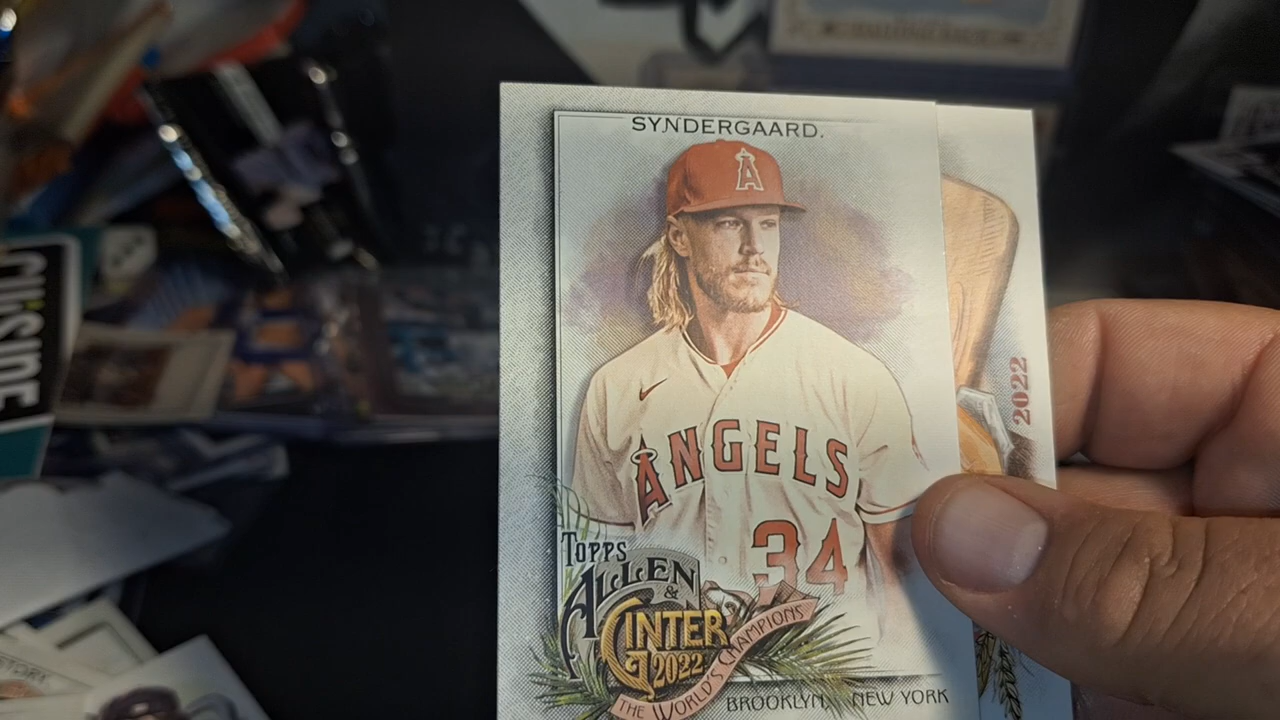 SYNDERGAARD.
A
ANGELS
34
2022
TOPPS
ALLEN
&
GINTER
2022
THE WORLD'S CHAMPIONS
BROOKLYN, NEW YORK